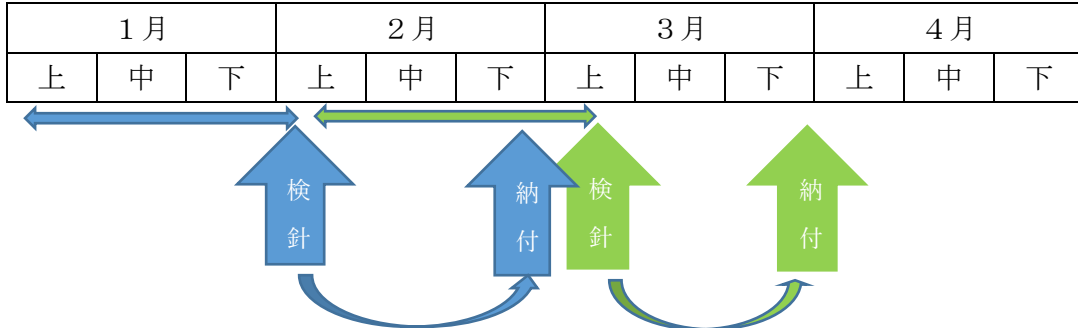 1月 2月 3月 4月
上 中 下 上 中 下 上 中 下 上 中 下
検針 納付 検針 納付